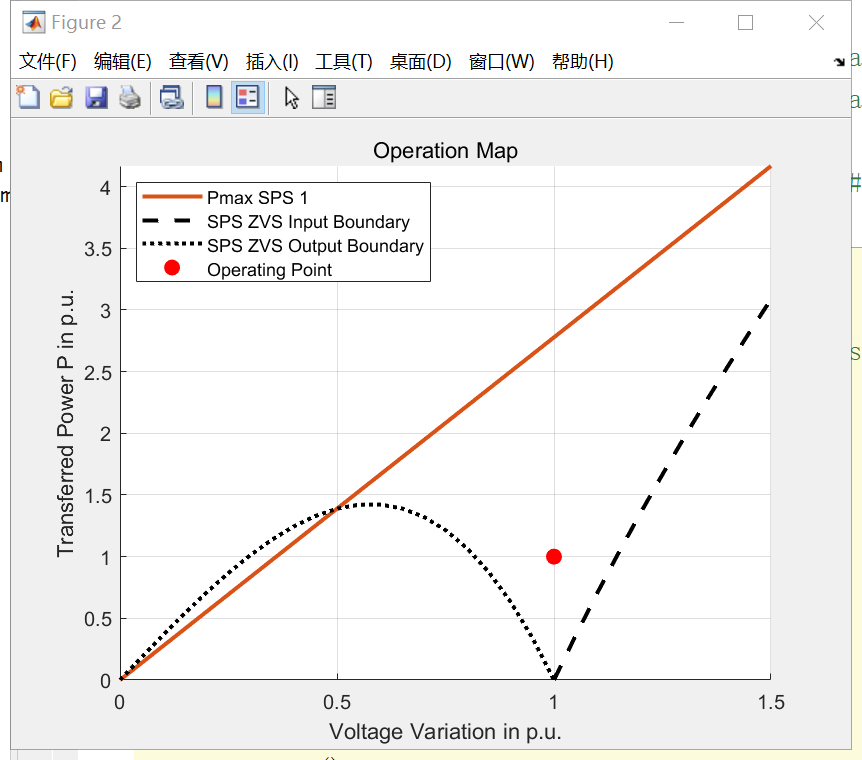 Figure 2
文件(F) 编辑(E) 查看(V) 插入(I) 工具(T) 桌面(D) 窗口(W) 帮助(H)
Operation Map
Pmax SPS 1
SPS ZVS Input Boundary
SPS ZVS Output Boundary
Operating Point
Transferred Power P in p.u.
4
3.5
3
2.5
2
1.5
1
0.5
0
0 0.5 1 1.5
Voltage Variation in p.u.